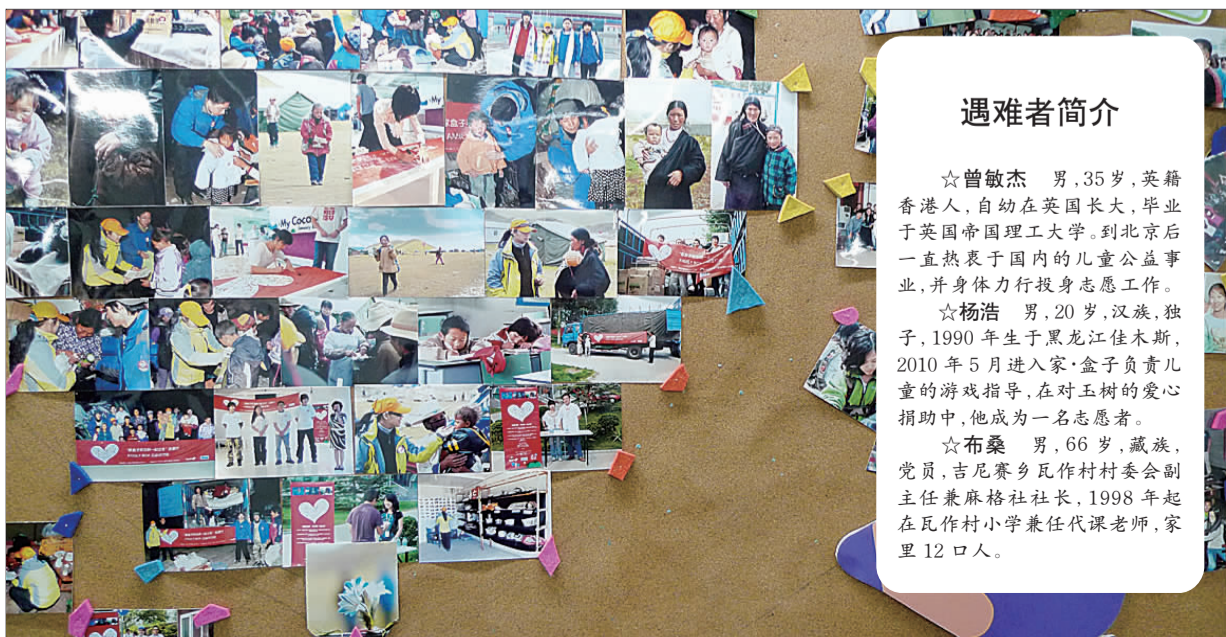 遇难者简介
☆曾敏杰 男,35岁,英籍
香港人,自幼在英国长大,毕业
于英国帝国理工大学。到北京后
一直热衷于国内的儿童公益事
业,并身体力行投身志愿工作。
☆杨浩 男,20岁,汉族,独
子,1990年生于黑龙江佳木斯,
2010年5月进入家·盒子负责儿
童的游戏指导,在对玉树的爱心
捐助中,他成为一名志愿者。
☆布桑 男,66岁,藏族,
党员,吉尼赛乡瓦作村村委会副
主任兼麻格社社长,1998年起
在瓦作村小学兼任代课老师,家
里12口人。
My Coca